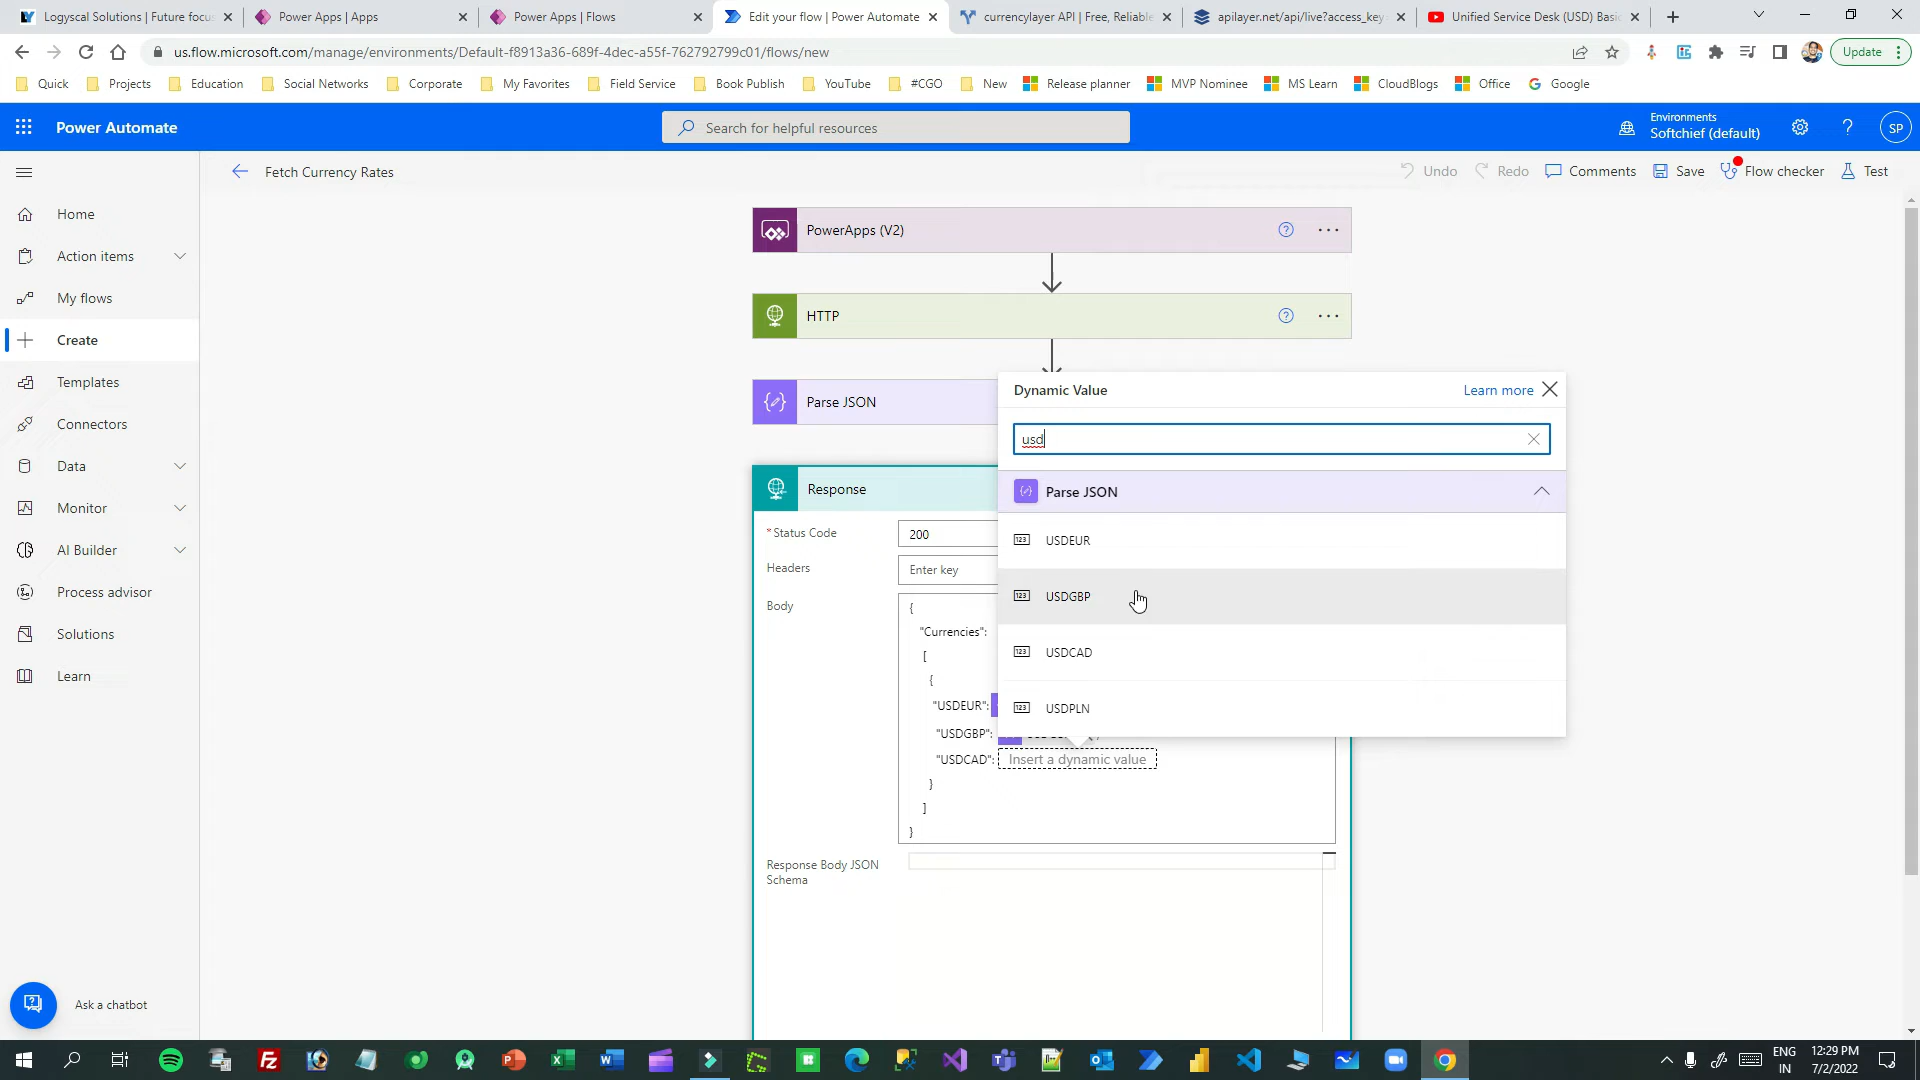 Logyscal Solutions | Future focus
Power Apps | Apps
Power Apps | Flows
Edit your flow | Power Automate
currencylayer API | Free, Reliable
apilayer.net/api/live?access_key
Unified Service Desk (USD) Basic
us.flow.microsoft.com/manage/environments/Default-f8913a36-689f-4dec-a55f-762792799c01/flows/new
Update
Quick
Projects
Education
Social Networks
Corporate
My Favorites
Field Service
Book Publish
YouTube
#CGO
New
Release planner
MVP Nominee
MS Learn
CloudBlogs
Office
Google
Power Automate
Search for helpful resources
Environments
Softchief (default)
SP
Fetch Currency Rates
Undo
Redo
Comments
Save
Flow checker
Test
Home
Action items
My flows
Create
Templates
Connectors
Data
Monitor
AI Builder
Process advisor
Solutions
Learn
Ask a chatbot
PowerApps (V2)
HTTP
Parse JSON
Dynamic Value
Learn more
usd
Parse JSON
USDEUR
USDGBP
USDCAD
USDPLN
Response
* Status Code
200
Headers
Enter key
Body
{
"Currencies":
[
{
"USDEUR":
"USDGBP":
"USDCAD": Insert a dynamic value
}
]
}
Response Body JSON
Schema
ENG
IN
12:29 PM
7/2/2022